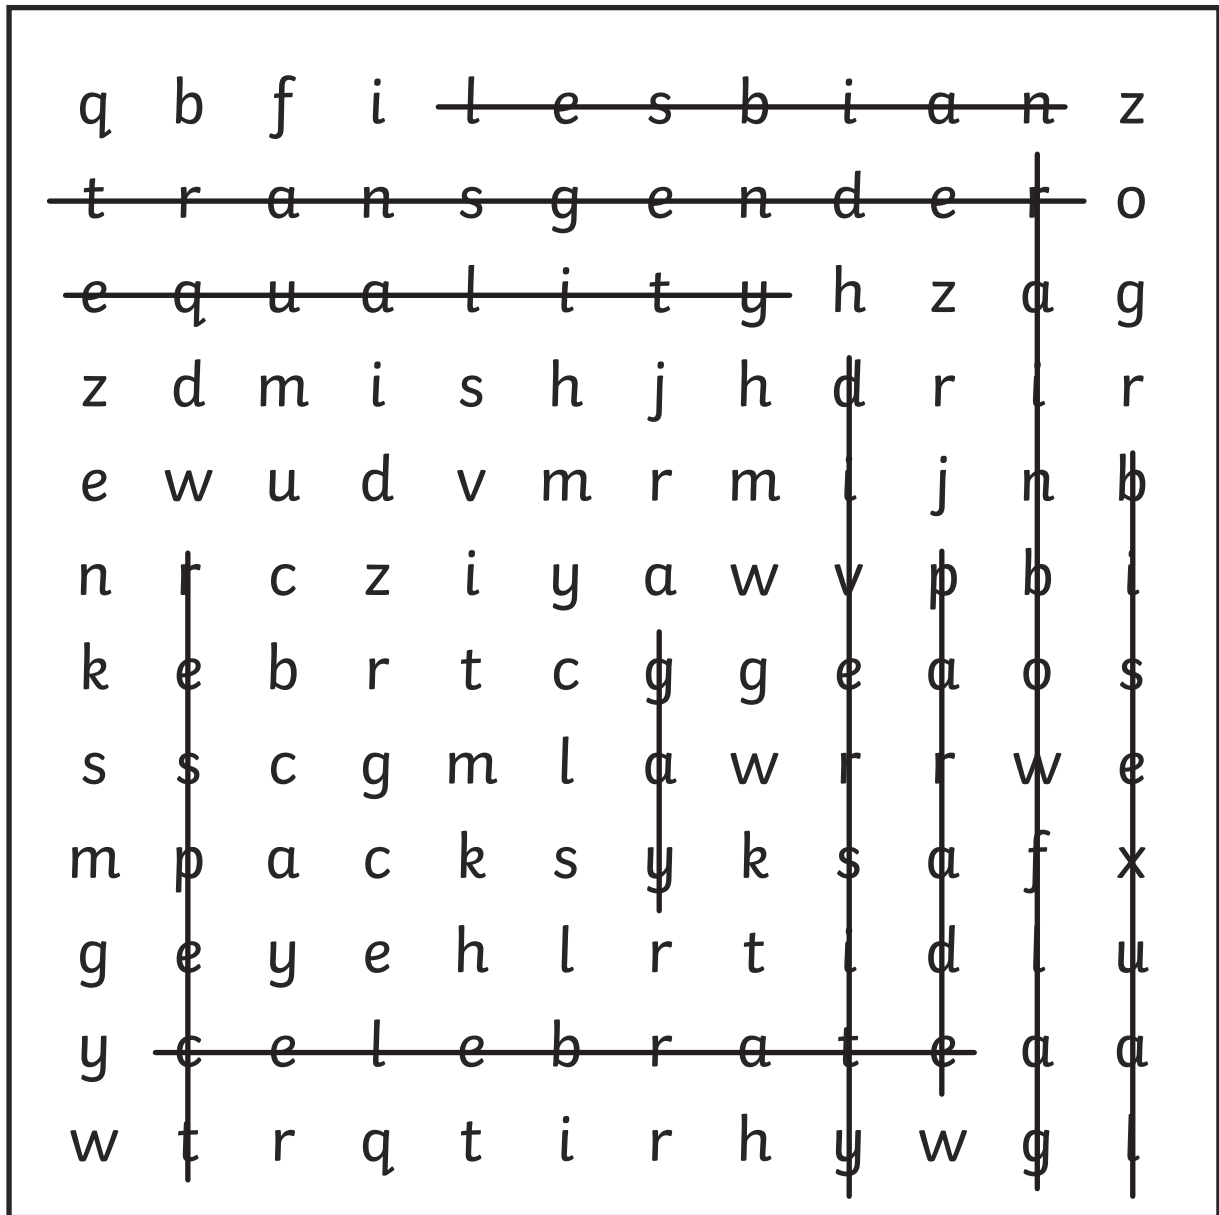 q b f i l e s b i a n z
t r a n s g e n d e r o
e q u a l i t y h z a g
z d m i s h j h d r i r
e w u d v m r m i j n b
n r c z i y a w v p b i
k e b r t c g g e a o s
s s c g m l a w r r w e
m p a c k s y k s a f x
g e y e h l r t i d l u
y c e l e b r a t e a a
w t r q t i r h y w g l